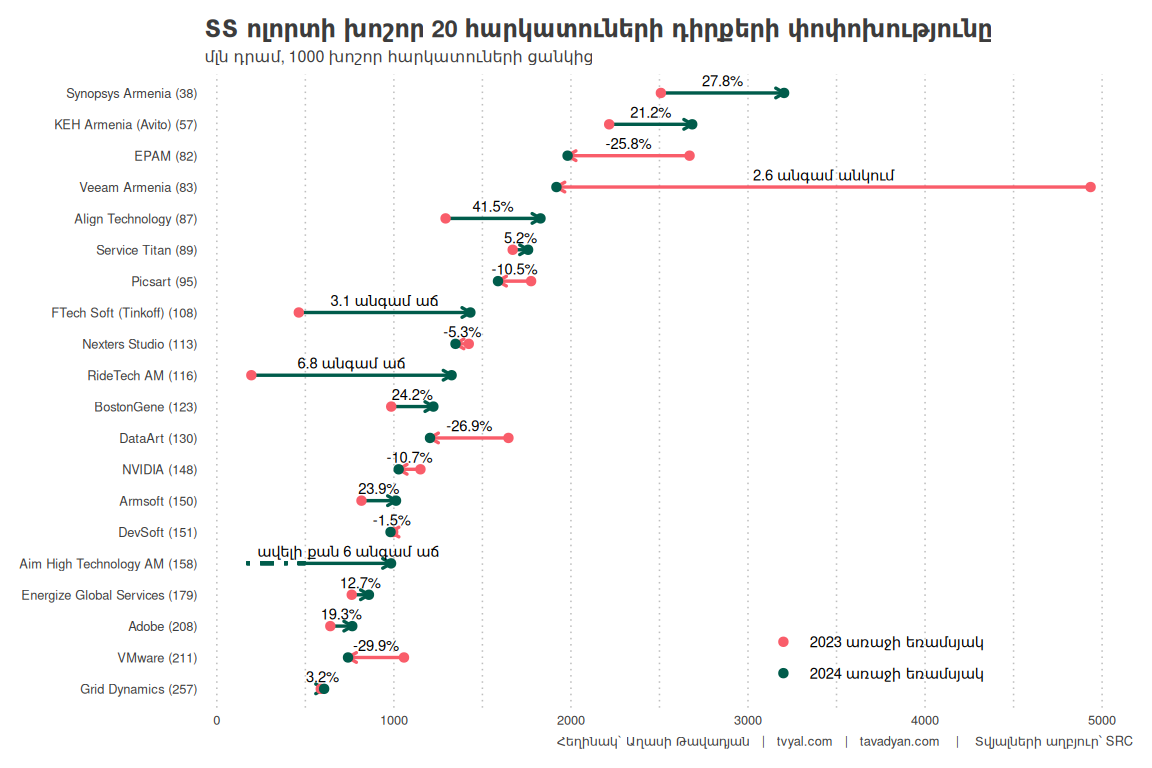 ՏՏ ոլորտի խոշոր 20 հարկատուների դիրքերի փոփոխությունը
մլն դրամ, 1000 խոշոր հարկատուների ցանկից
Synopsys Armenia (38) 27.8%
KEH Armenia (Avito) (57) 21.2%
EPAM (82) -25.8%
Veeam Armenia (83) 2.6 անգամ անկում
Align Technology (87) 41.5%
Service Titan (89) 5.2%
Picsart (95) -10.5%
FTech Soft (Tinkoff) (108) 3.1 անգամ աճ
Nexters Studio (113) -5.3%
RideTech AM (116) 6.8 անգամ աճ
BostonGene (123) 24.2%
DataArt (130) -26.9%
NVIDIA (148) -10.7%
Armsoft (150) 23.9%
DevSoft (151) -1.5%
Aim High Technology AM (158) ավելի քան 6 անգամ աճ
Energize Global Services (179) 12.7%
Adobe (208) 19.3%
VMware (211) -29.9%
Grid Dynamics (257) 3.2%
2023 առաջի եռամսյակ
2024 առաջի եռամսյակ
0 1000 2000 3000 4000 5000
Հեղինակ՝ Աղասի Թավադյան | tvyal.com | tavadyan.com | Տվյալների աղբյուր՝ SRC